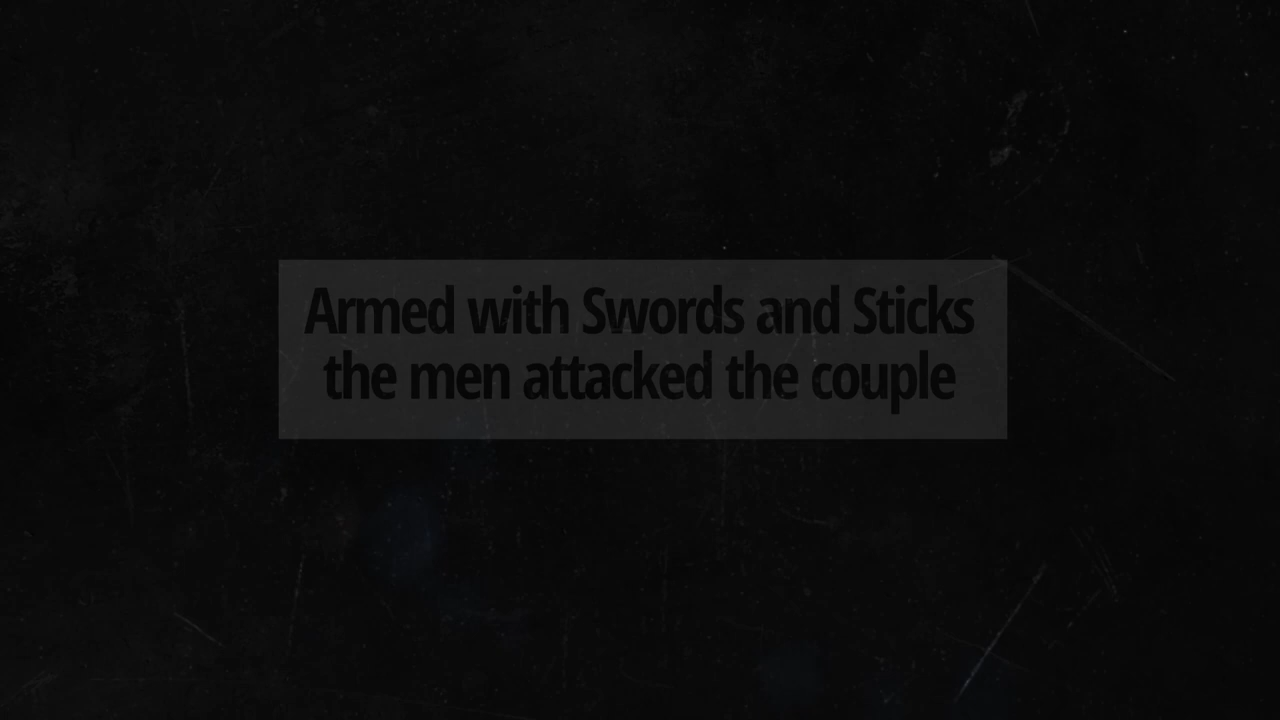 Armed with Swords and Sticks
the men attacked the couple